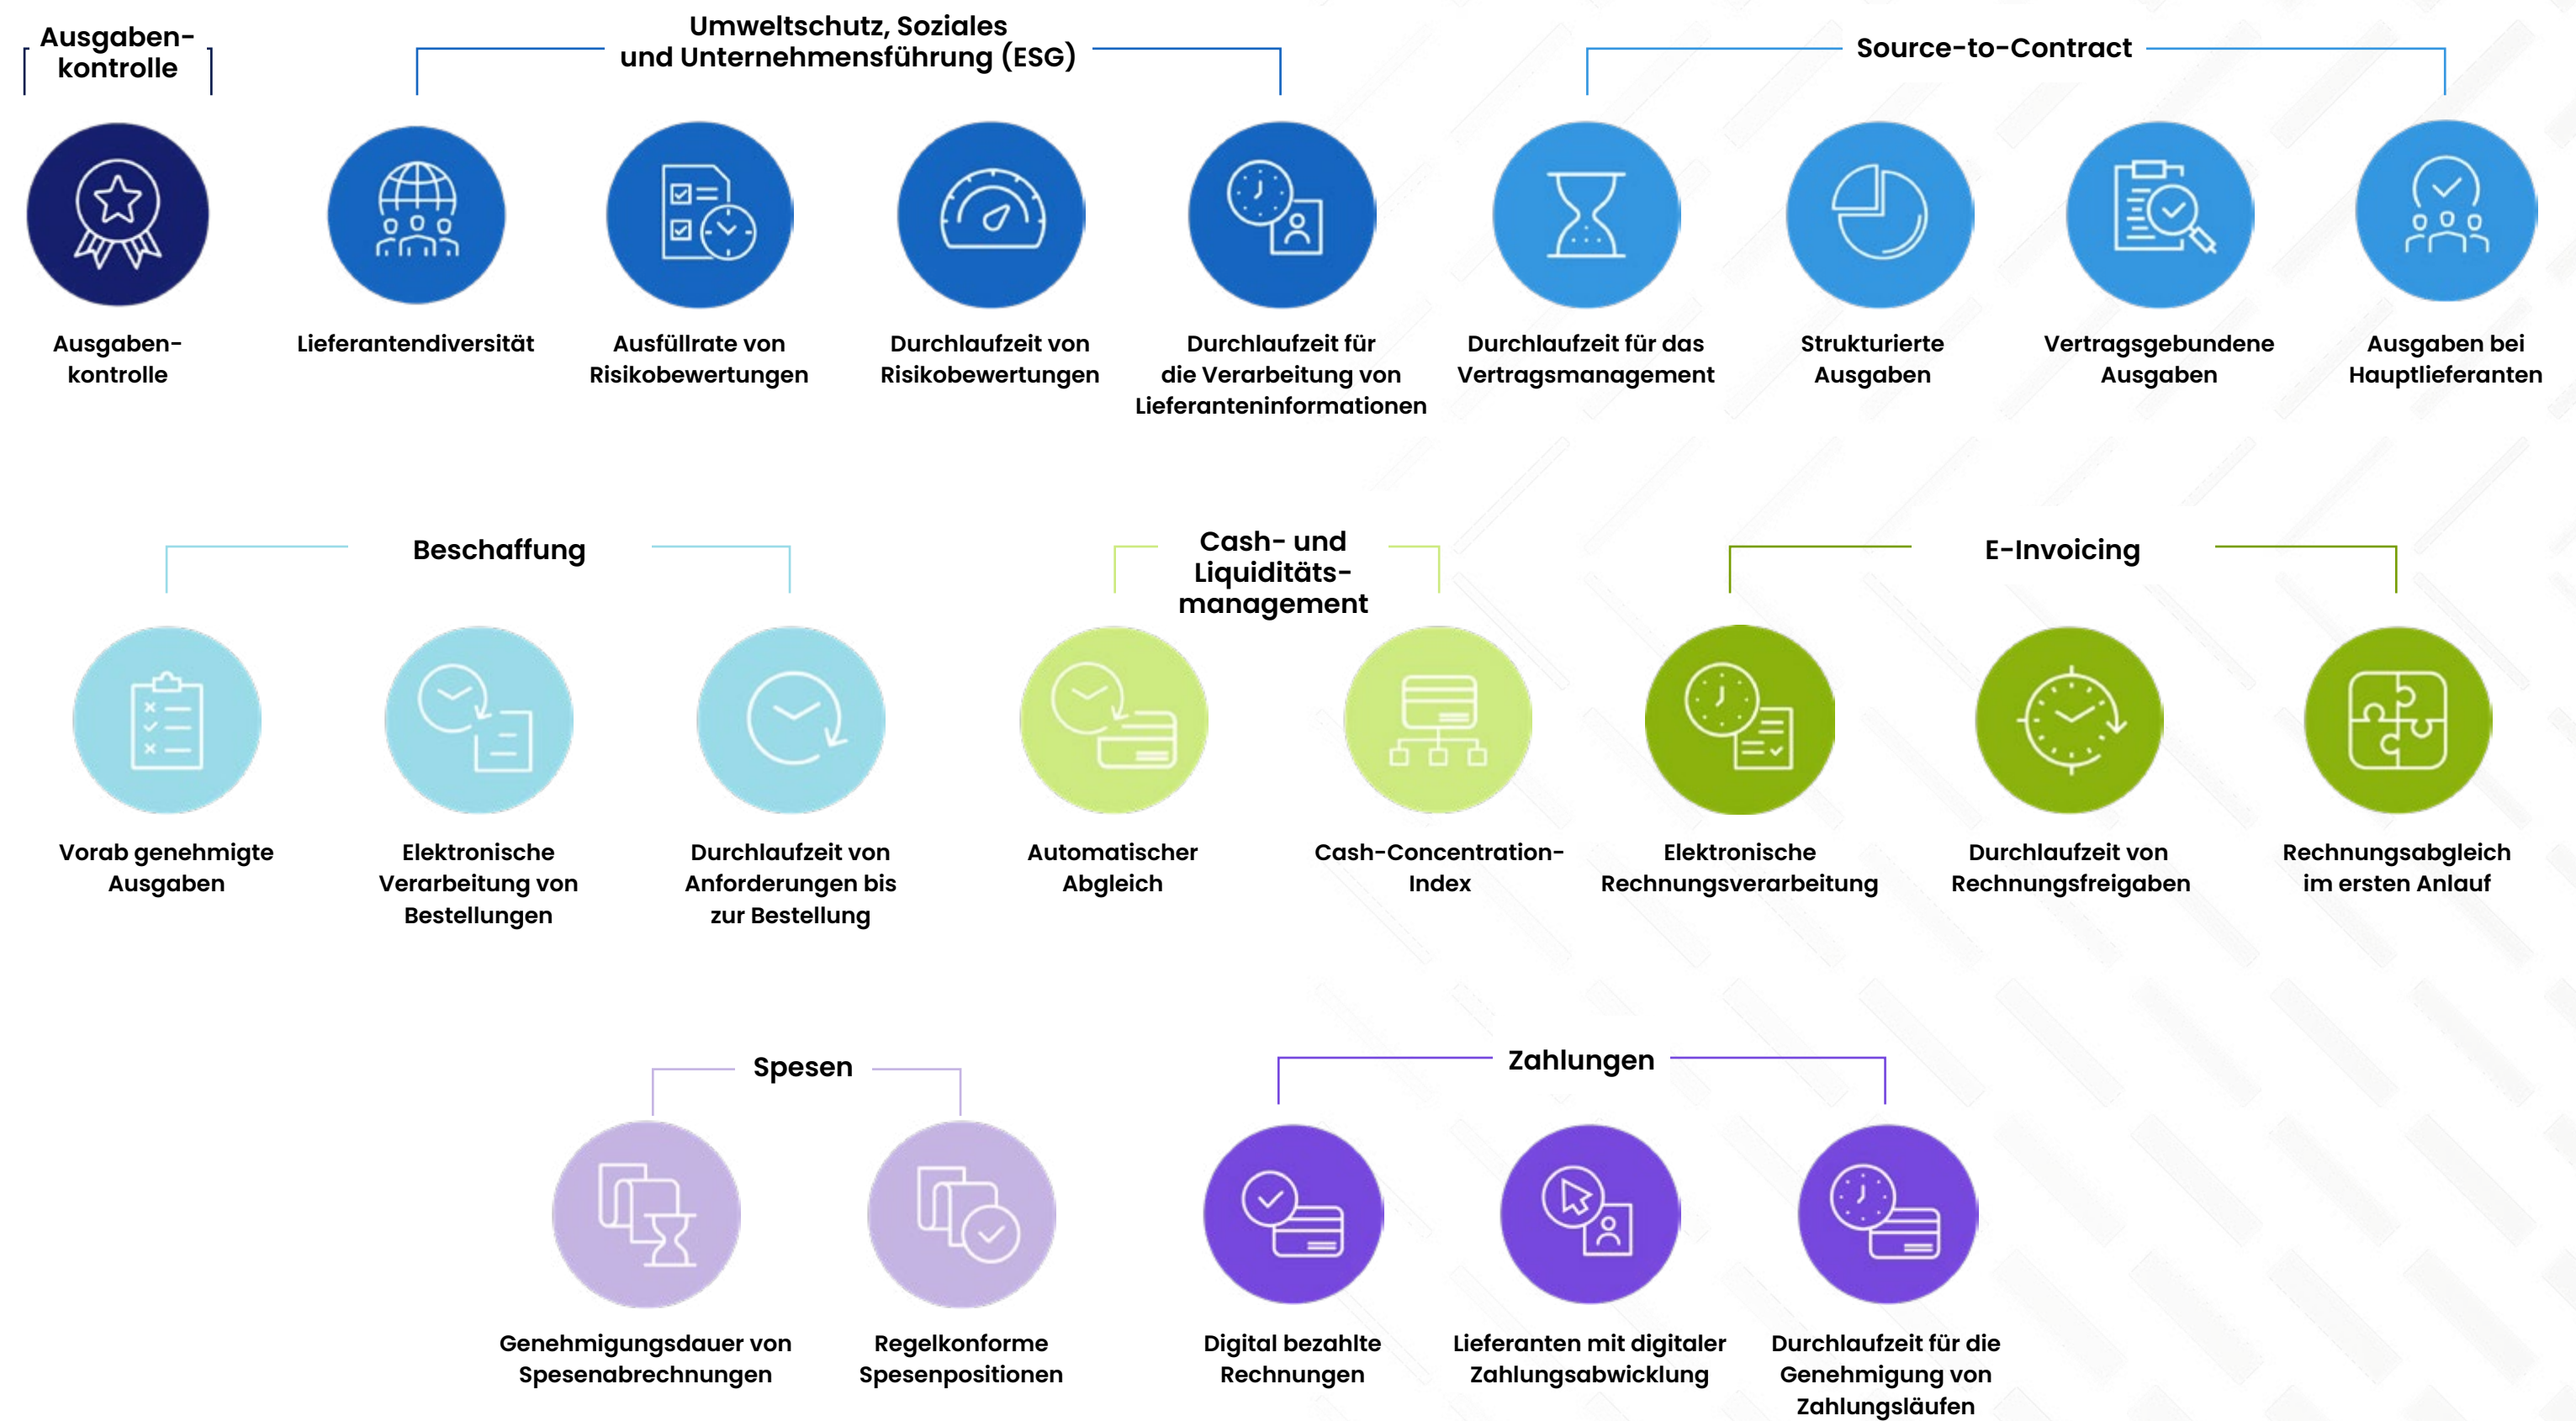 Ausgaben-
kontrolle
Umweltschutz, Soziales
und Unternehmensführung (ESG)
Source-to-Contract
Ausgaben-
kontrolle
Lieferantendiversität
Ausfüllrate von
Risikobewertungen
Durchlaufzeit von
Risikobewertungen
Durchlaufzeit für
die Verarbeitung von
Lieferanteninformationen
Durchlaufzeit für das
Vertragsmanagement
Strukturierte
Ausgaben
Vertragsgebundene
Ausgaben
Ausgaben bei
Hauptlieferanten
Beschaffung
Cash- und
Liquiditäts-
management
E-Invoicing
Vorab genehmigte
Ausgaben
Elektronische
Verarbeitung von
Bestellungen
Durchlaufzeit von
Anforderungen bis
zur Bestellung
Automatischer
Abgleich
Cash-Concentration-
Index
Elektronische
Rechnungsverarbeitung
Durchlaufzeit von
Rechnungsfreigaben
Rechnungsabgleich
im ersten Anlauf
Spesen
Zahlungen
Genehmigungsdauer von
Spesenabrechnungen
Regelkonforme
Spesenpositionen
Digital bezahlte
Rechnungen
Lieferanten mit digitaler
Zahlungsabwicklung
Durchlaufzeit für die
Genehmigung von
Zahlungsläufen